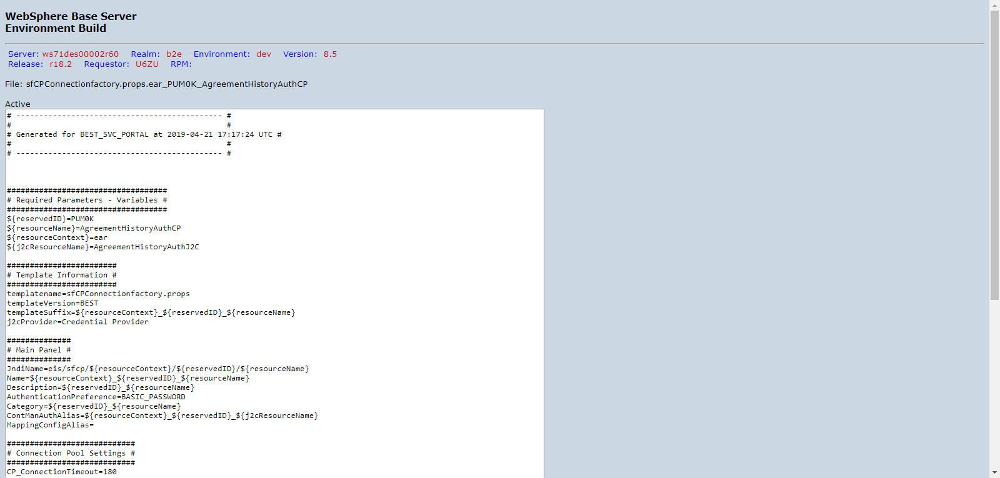 WebSphere Base Server
Environment Build
Server: ws71des00002r60 Realm: b2e Environment: dev Version: 8.5
Release: r18.2 Requestor: U6ZU RPM:
File: sfCPConnectionfactory.props.ear_PUM0K_AgreementHistoryAuthCP
Active
# --------------------------------------------- #
# #
# Generated for BEST_SVC_PORTAL at 2019-04-21 17:17:24 UTC #
# #
# --------------------------------------------- #
###################################
# Required Parameters - Variables #
###################################
${reservedID}=PUM0K
${resourceName}=AgreementHistoryAuthCP
${resourceContext}=ear
${j2cResourceName}=AgreementHistoryAuthJ2C
########################
# Template Information #
########################
templatename=sfCPConnectionfactory.props
templateVersion=BEST
templateSuffix=${resourceContext}_${reservedID}_${resourceName}
j2cProvider=Credential Provider
##############
# Main Panel #
##############
JndiName=eis/sfcp/${resourceContext}/${reservedID}/${resourceName}
Name=${resourceContext}_${reservedID}_${resourceName}
Description=${reservedID}_${resourceName}
AuthenticationPreference=BASIC_PASSWORD
Category=${reservedID}_${resourceName}
ContManAuthAlias=${resourceContext}_${reservedID}_${j2cResourceName}
MappingConfigAlias=
############################
# Connection Pool Settings #
############################
CP_ConnectionTimeout=180